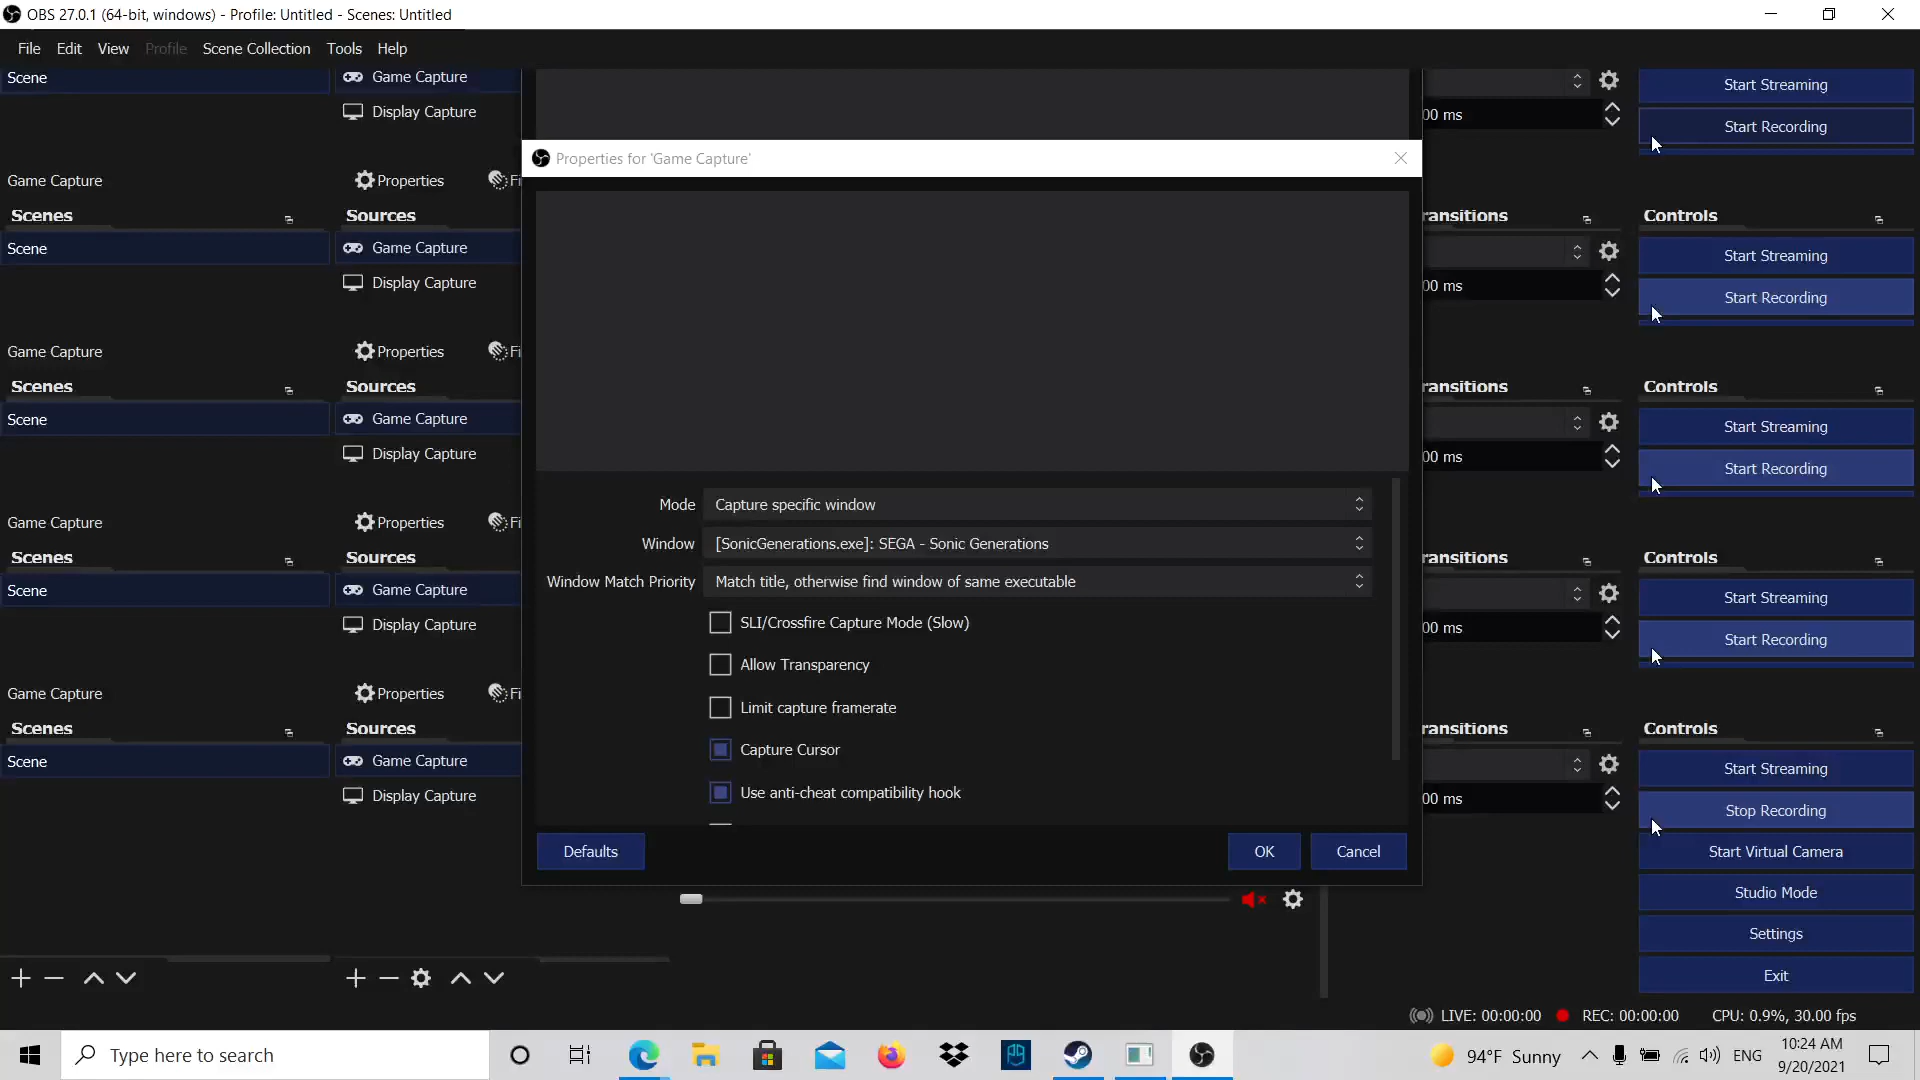 OBS 27.0.1 (64-bit, windows) - Profile: Untitled - Scenes: Untitled
File Edit View Profile Scene Collection Tools Help
Scene Game Capture Start Streaming
Display Capture 00 ms Start Recording
Game Capture Properties Fi
Scenes Sources ransitions Controls
Scene Game Capture Start Streaming
Display Capture 00 ms Start Recording
Game Capture Properties Fi
Scenes Sources ransitions Controls
Scene Game Capture Start Streaming
Display Capture 00 ms Start Recording
Game Capture Properties Fi
Scenes Sources ransitions Controls
Scene Game Capture Start Streaming
Display Capture 00 ms Start Recording
Game Capture Properties Fi
Scenes Sources ransitions Controls
Scene Game Capture Start Streaming
Display Capture 00 ms Stop Recording
Start Virtual Camera
Studio Mode
Settings
Exit
Properties for 'Game Capture'
Mode Capture specific window
Window [SonicGenerations.exe]: SEGA - Sonic Generations
Window Match Priority Match title, otherwise find window of same executable
SLI/Crossfire Capture Mode (Slow)
Allow Transparency
Limit capture framerate
Capture Cursor
Use anti-cheat compatibility hook
Defaults OK Cancel
LIVE: 00:00:00 REC: 00:00:00 CPU: 0.9%, 30.00 fps
Type here to search 94°F Sunny ENG 10:24 AM
9/20/2021